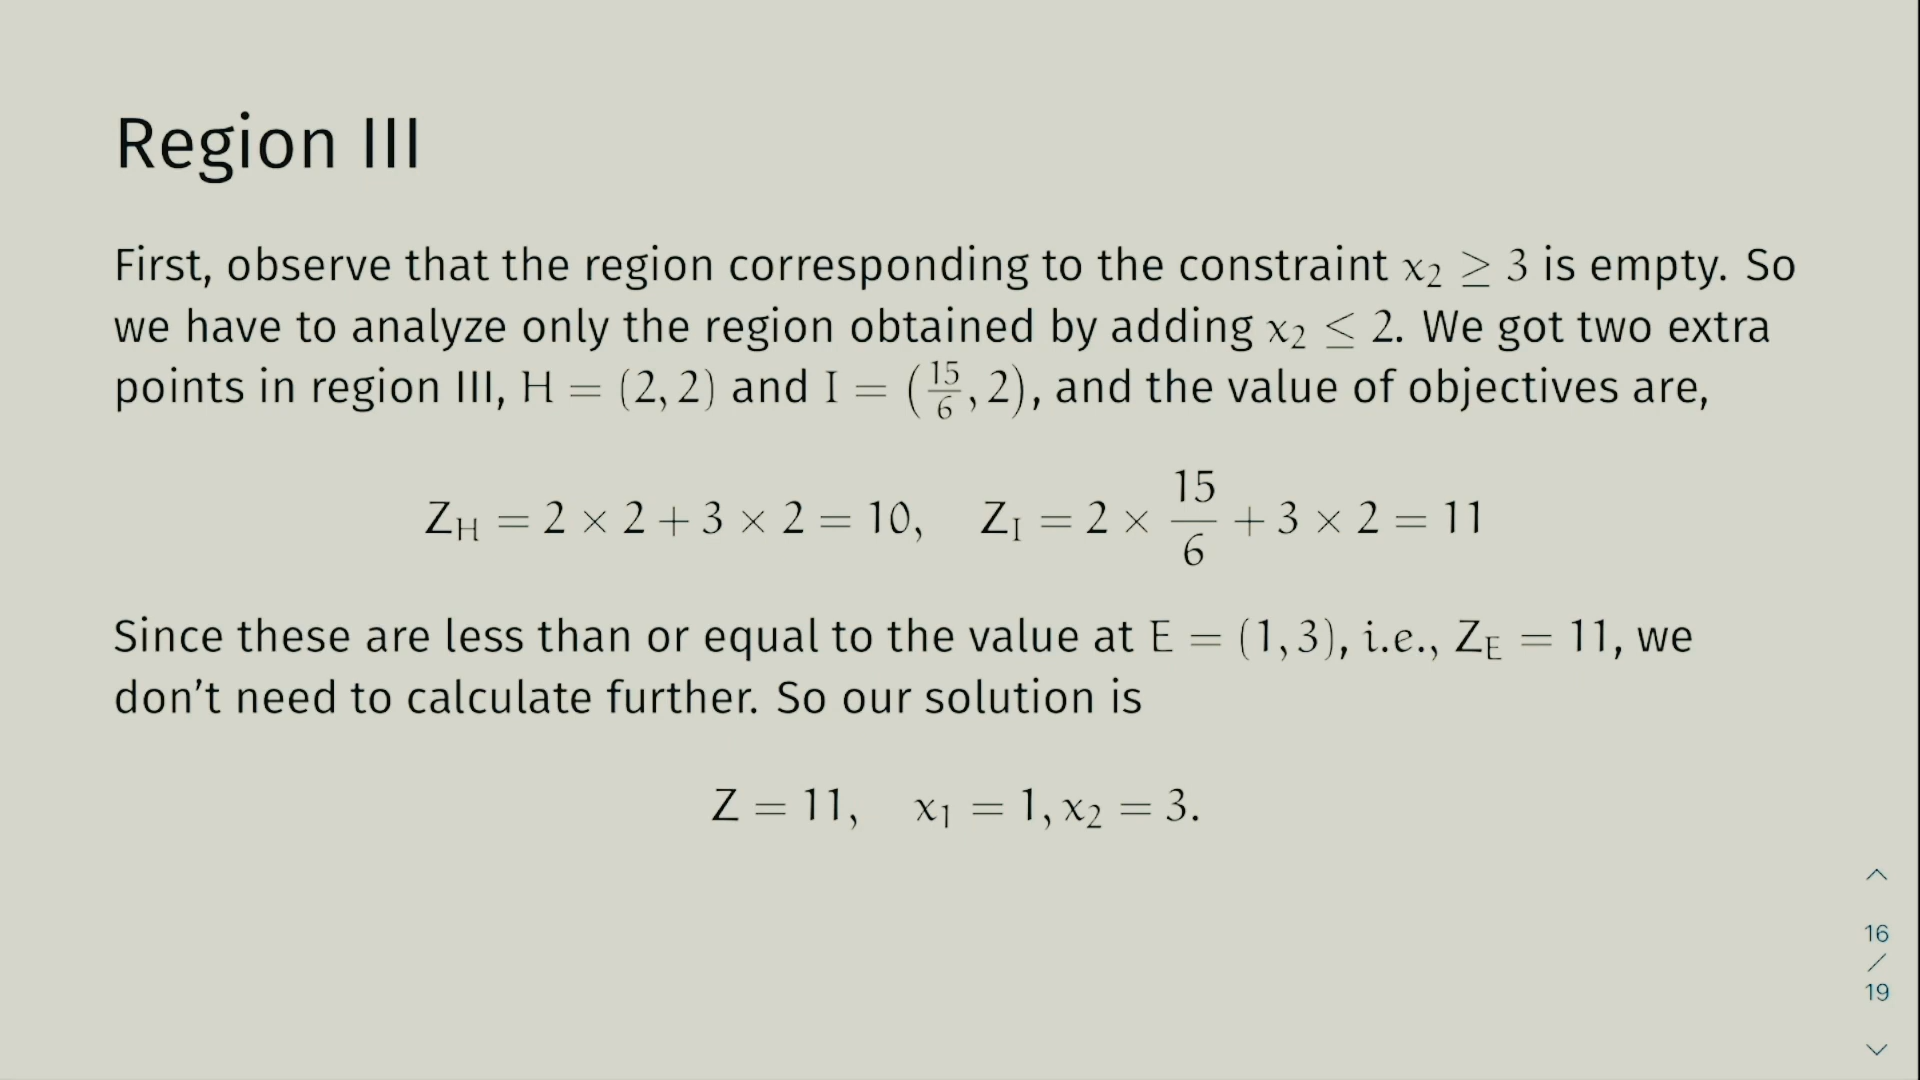 Region III
First, observe that the region corresponding to the constraint x₂ ≥ 3 is empty. So
we have to analyze only the region obtained by adding x₂ ≤ 2. We got two extra
points in region III, H = (2, 2) and I = (15/6, 2), and the value of objectives are,
Z_H = 2 × 2 + 3 × 2 = 10, Z_I = 2 × 15/6 + 3 × 2 = 11
Since these are less than or equal to the value at E = (1, 3), i.e., Z_E = 11, we
don't need to calculate further. So our solution is
Z = 11, x₁ = 1, x₂ = 3.
16
/
19